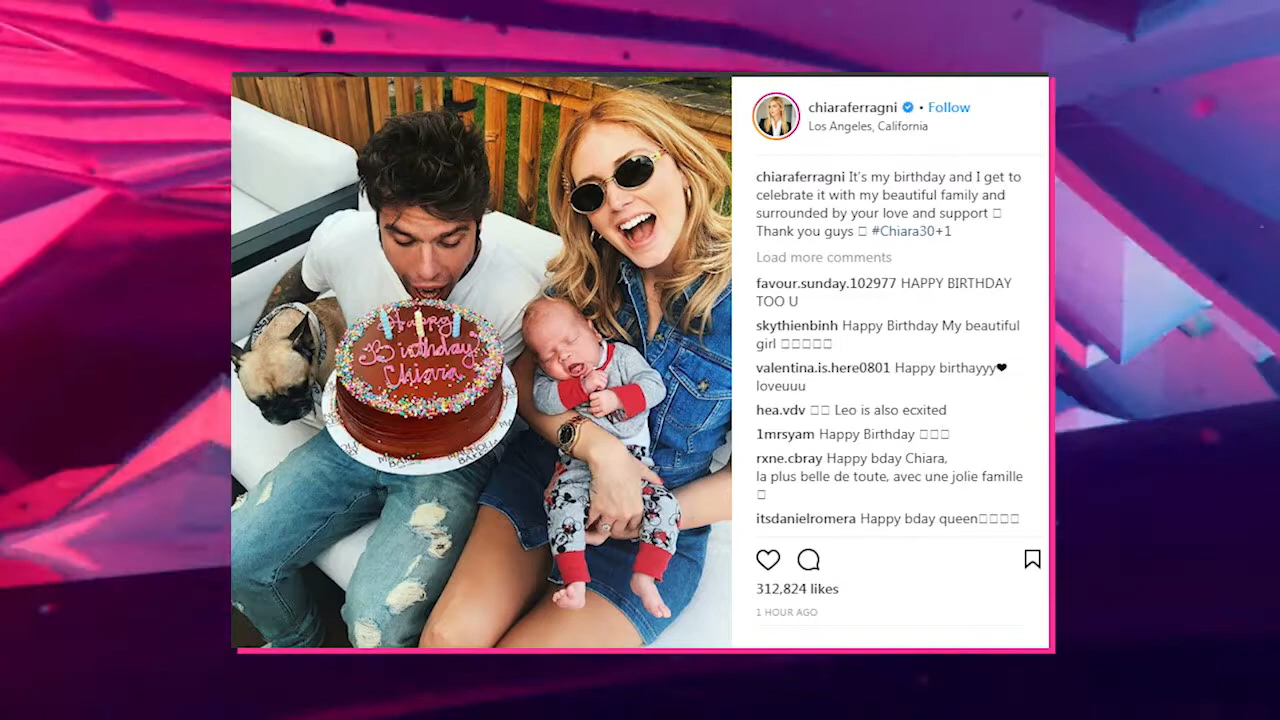 Happy
Birthday
Chiara
MAGNOLIA
BAKERY
chiaraferragni • Follow
Los Angeles, California
chiaraferragni It's my birthday and I get to
celebrate it with my beautiful family and
surrounded by your love and support
Thank you guys #Chiara30+1
Load more comments
favour.sunday.102977 HAPPY BIRTHDAY
TOO U
skythienbinh Happy Birthday My beautiful
girl
valentina.is.here0801 Happy birthayyy❤
loveuuu
hea.vdv Leo is also ecxited
1mrsyam Happy Birthday
rxne.cbray Happy bday Chiara,
la plus belle de toute, avec une jolie famille
itsdanielromera Happy bday queen
312,824 likes
1 HOUR AGO